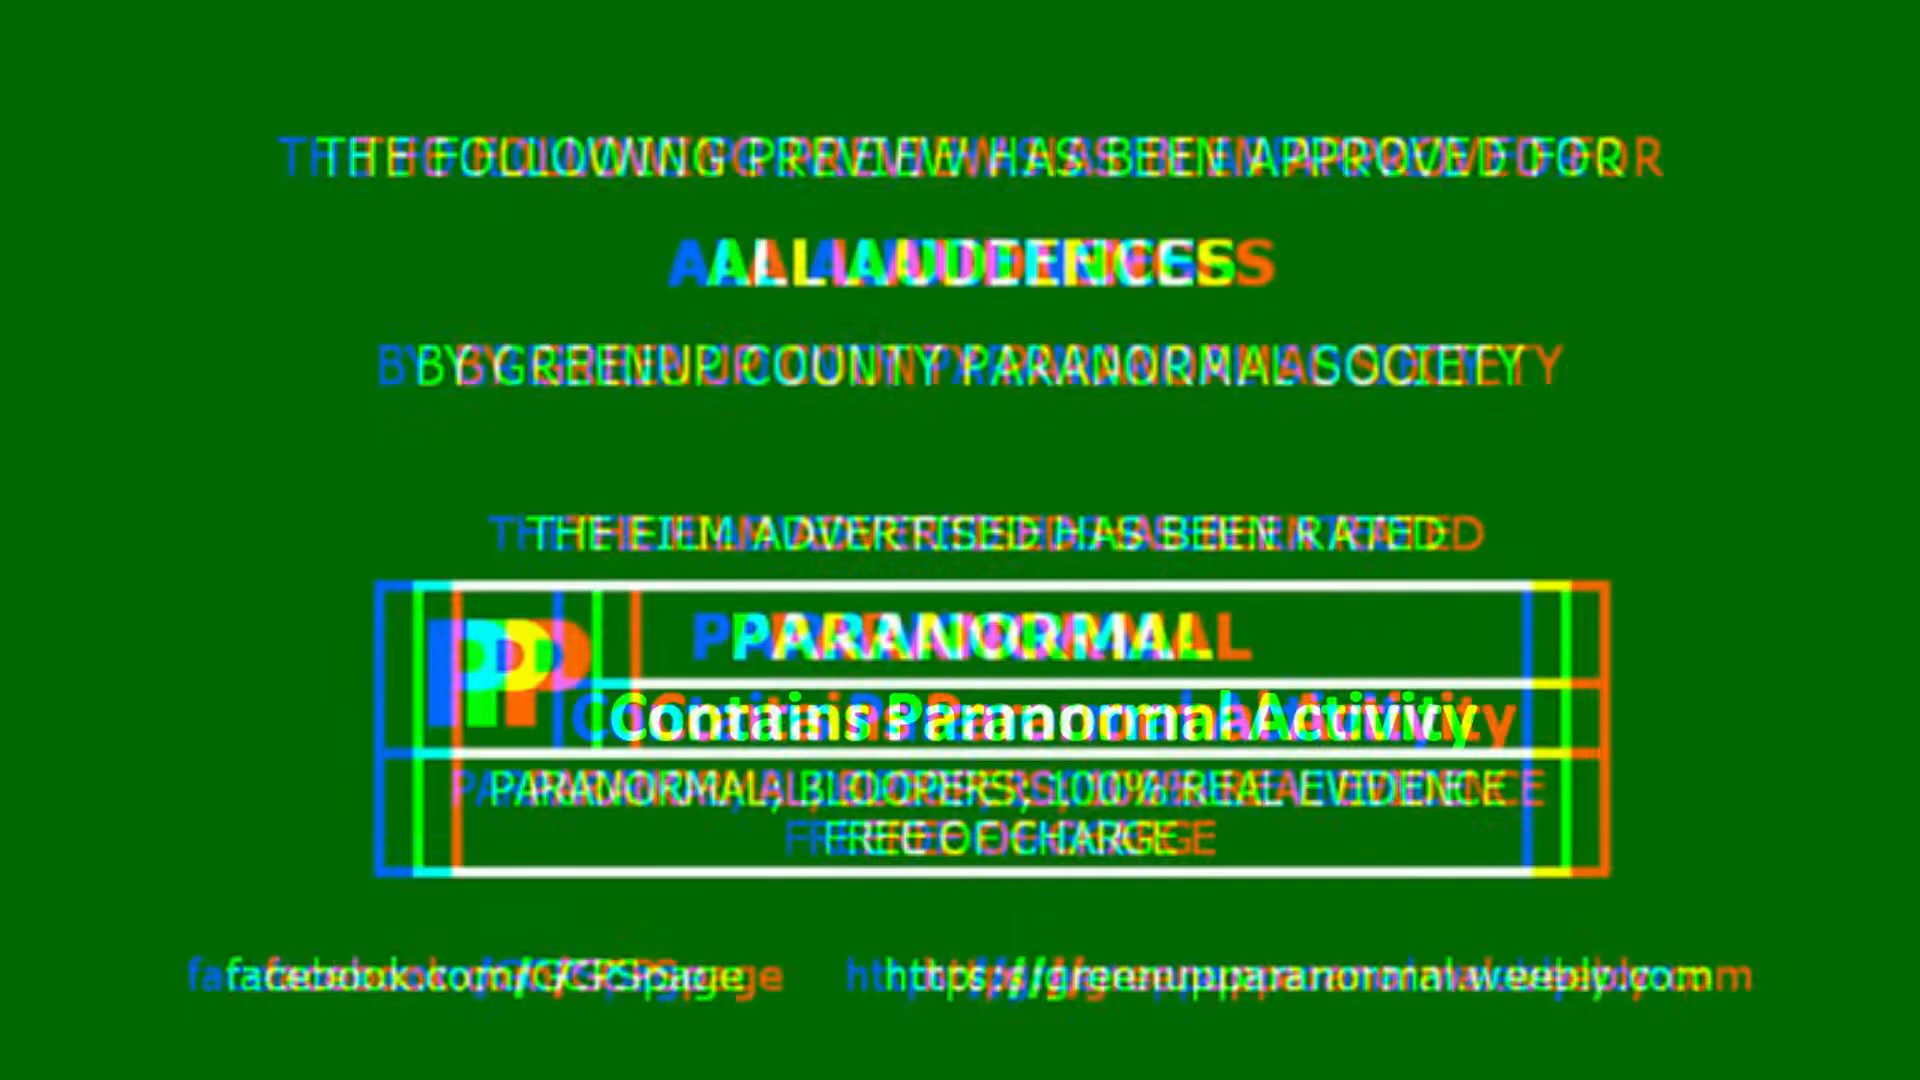 THE FOLLOWING PREVIEW HAS BEEN APPROVED FOR
ALL AUDIENCES
BY GREENUP COUNTY PARANORMAL SOCIETY
THE FILM ADVERTISED HAS BEEN RATED
P
PARANORMAL
Contains Paranormal Activity
PARANORMAL, BLOOPERS, 100% REAL EVIDENCE
FREE OF CHARGE
facebook.com/GCPSpage
https://greenupparanormal.weebly.com